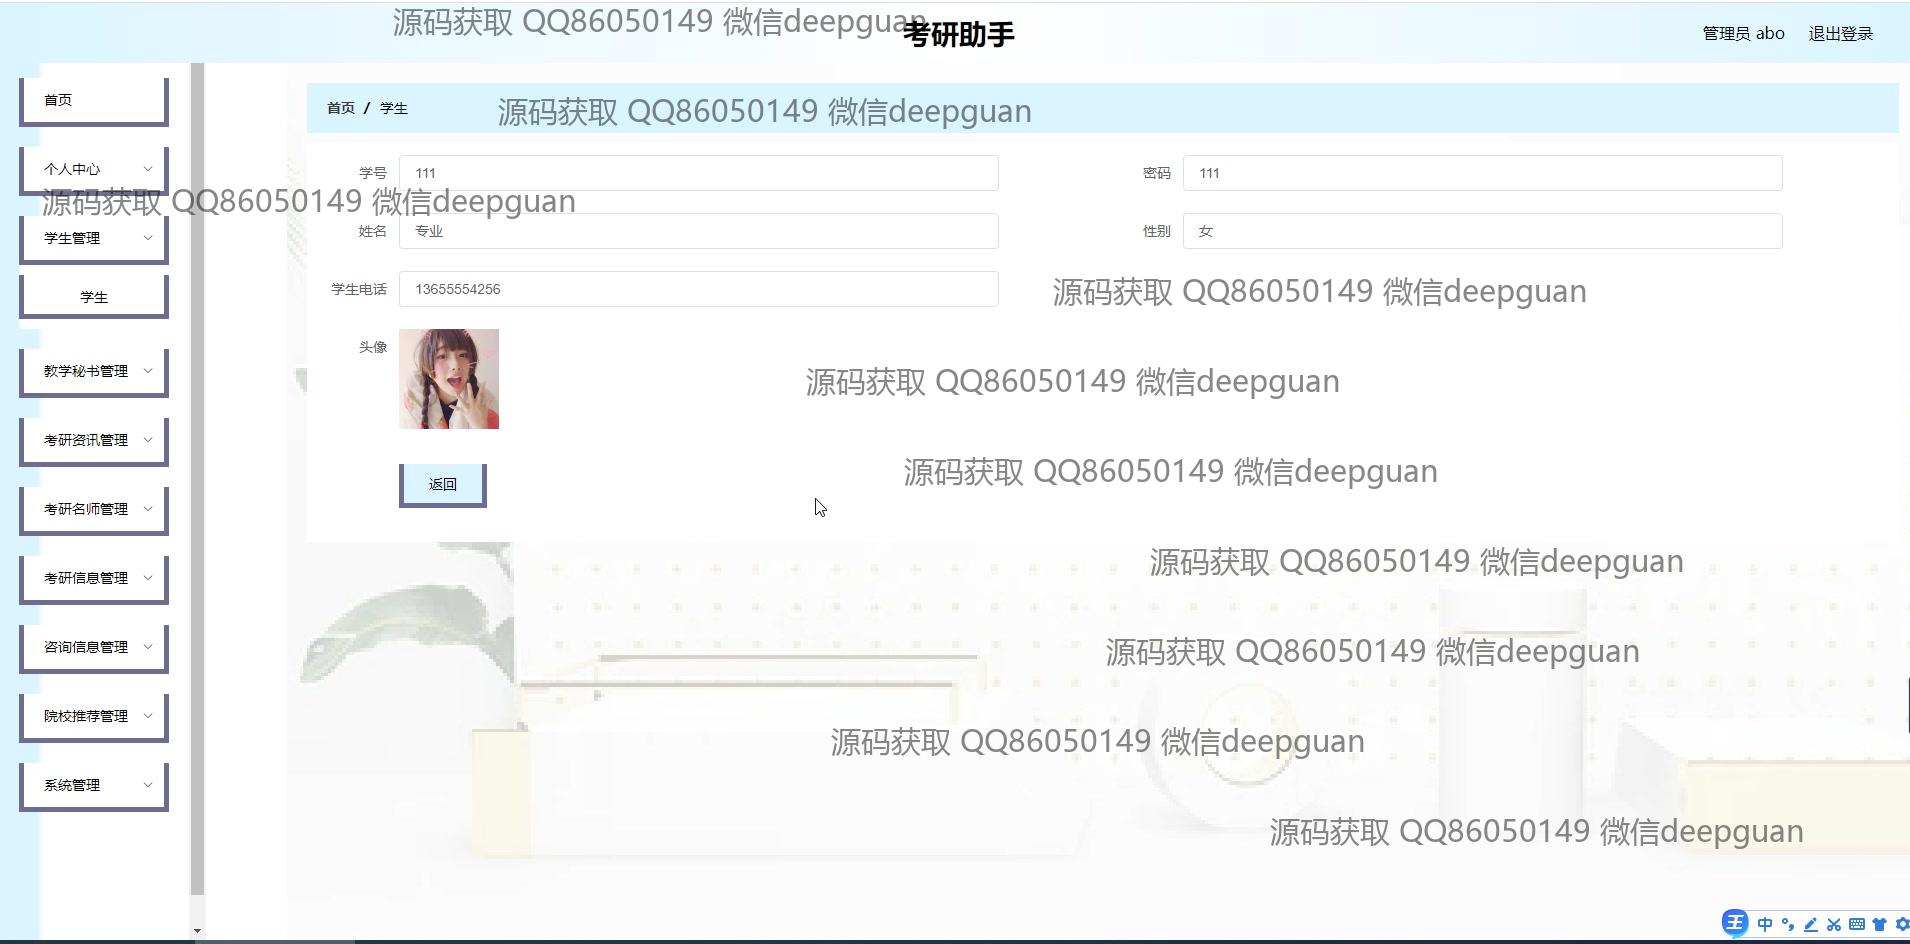 源码获取 QQ86050149 微信deepguan
考研助手
管理员 abo 退出登录
首页
首页 / 学生
源码获取 QQ86050149 微信deepguan
个人中心
学号 111
密码 111
源码获取 QQ86050149 微信deepguan
学生管理
姓名 专业
性别 女
学生
学生电话 13655554256
源码获取 QQ86050149 微信deepguan
头像
教学秘书管理
源码获取 QQ86050149 微信deepguan
考研资讯管理
源码获取 QQ86050149 微信deepguan
返回
考研名师管理
源码获取 QQ86050149 微信deepguan
考研信息管理
咨询信息管理
源码获取 QQ86050149 微信deepguan
院校推荐管理
源码获取 QQ86050149 微信deepguan
系统管理
源码获取 QQ86050149 微信deepguan
王 中